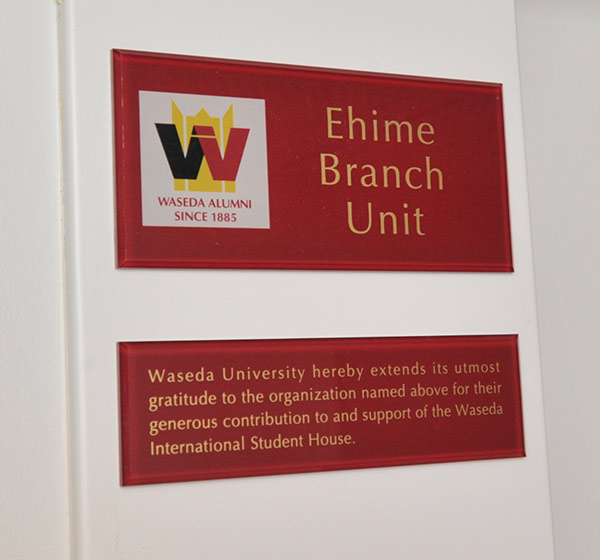 W
WASEDA ALUMNI
SINCE 1885
Ehime
Branch
Unit
Waseda University hereby extends its utmost
gratitude to the organization named above for their
generous contribution to and support of the Waseda
International Student House.